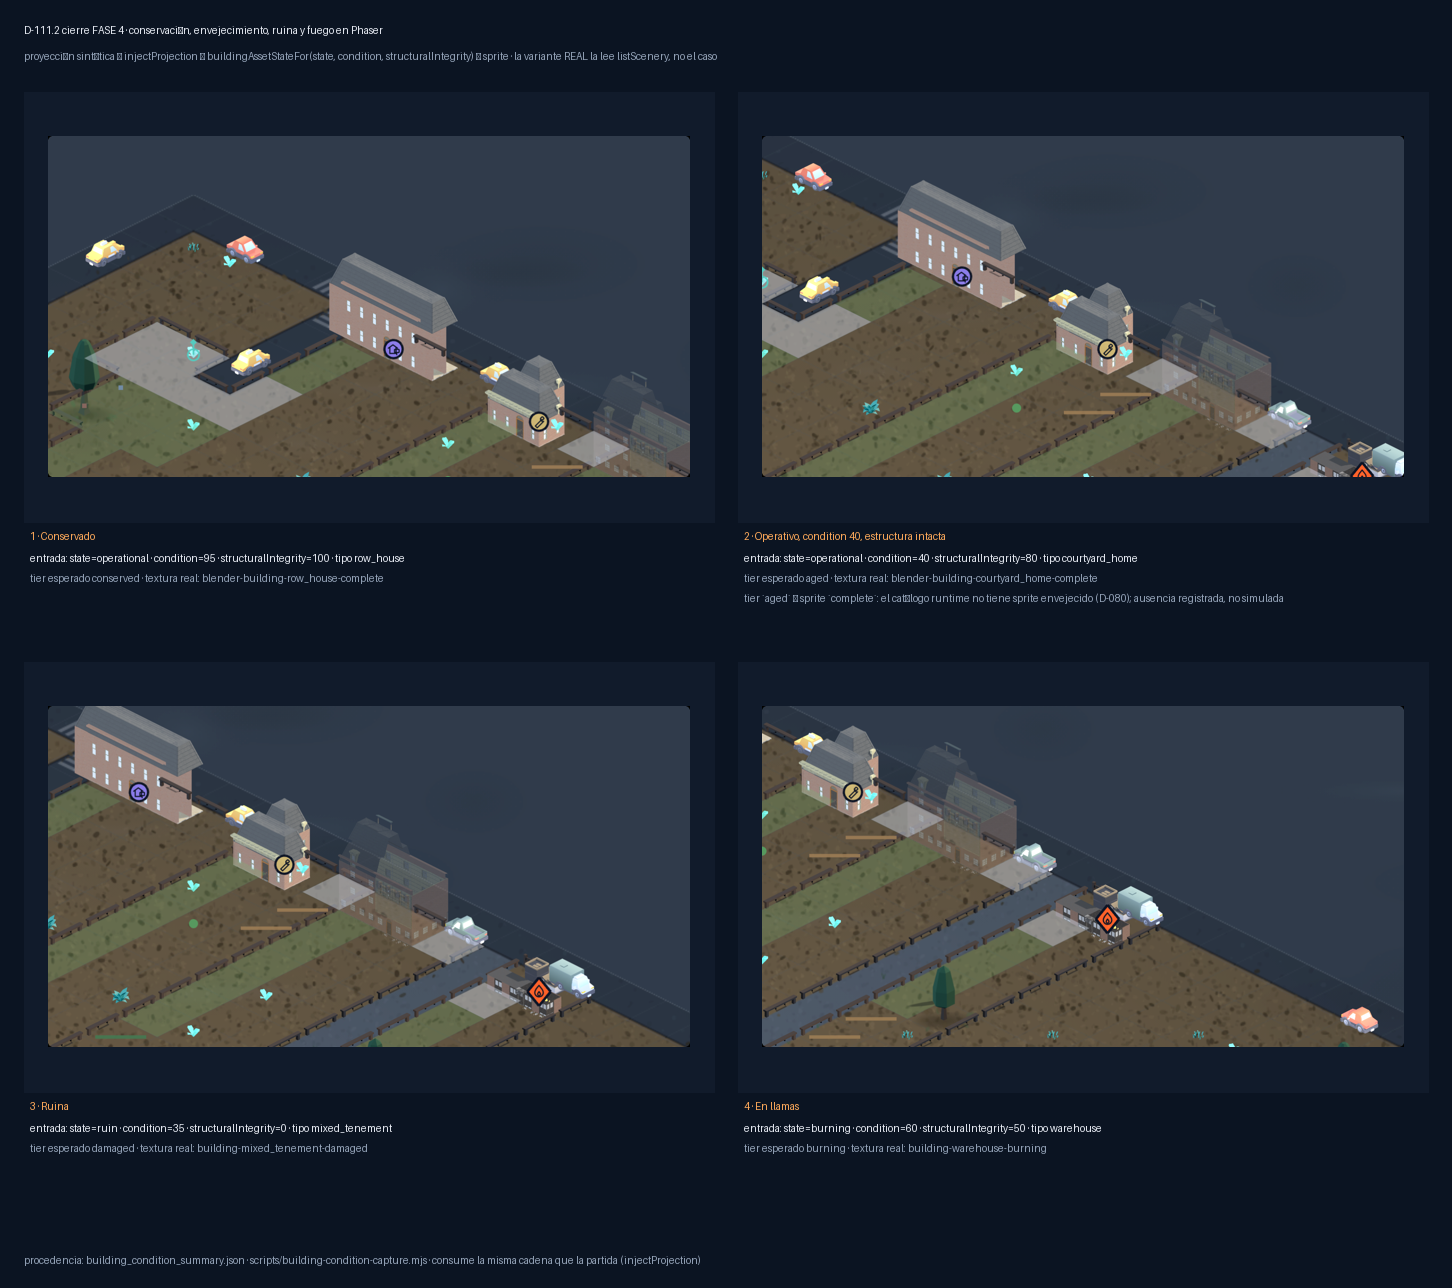 D-111.2 cierre FASE 4 · conservaci▯n, envejecimiento, ruina y fuego en Phaser
proyecci▯n sint▯tica ▯ injectProjection ▯ buildingAssetStateFor(state, condition, structuralIntegrity) ▯ sprite · la variante REAL la lee listScenery, no el caso
1 · Conservado
entrada: state=operational · condition=95 · structuralIntegrity=100 · tipo row_house
tier esperado conserved · textura real: blender-building-row_house-complete
2 · Operativo, condition 40, estructura intacta
entrada: state=operational · condition=40 · structuralIntegrity=80 · tipo courtyard_home
tier esperado aged · textura real: blender-building-courtyard_home-complete
tier `aged` ▯ sprite `complete`: el cat▯logo runtime no tiene sprite envejecido (D-080); ausencia registrada, no simulada
3 · Ruina
entrada: state=ruin · condition=35 · structuralIntegrity=0 · tipo mixed_tenement
tier esperado damaged · textura real: building-mixed_tenement-damaged
4 · En llamas
entrada: state=burning · condition=60 · structuralIntegrity=50 · tipo warehouse
tier esperado burning · textura real: building-warehouse-burning
procedencia: building_condition_summary.json · scripts/building-condition-capture.mjs · consume la misma cadena que la partida (injectProjection)